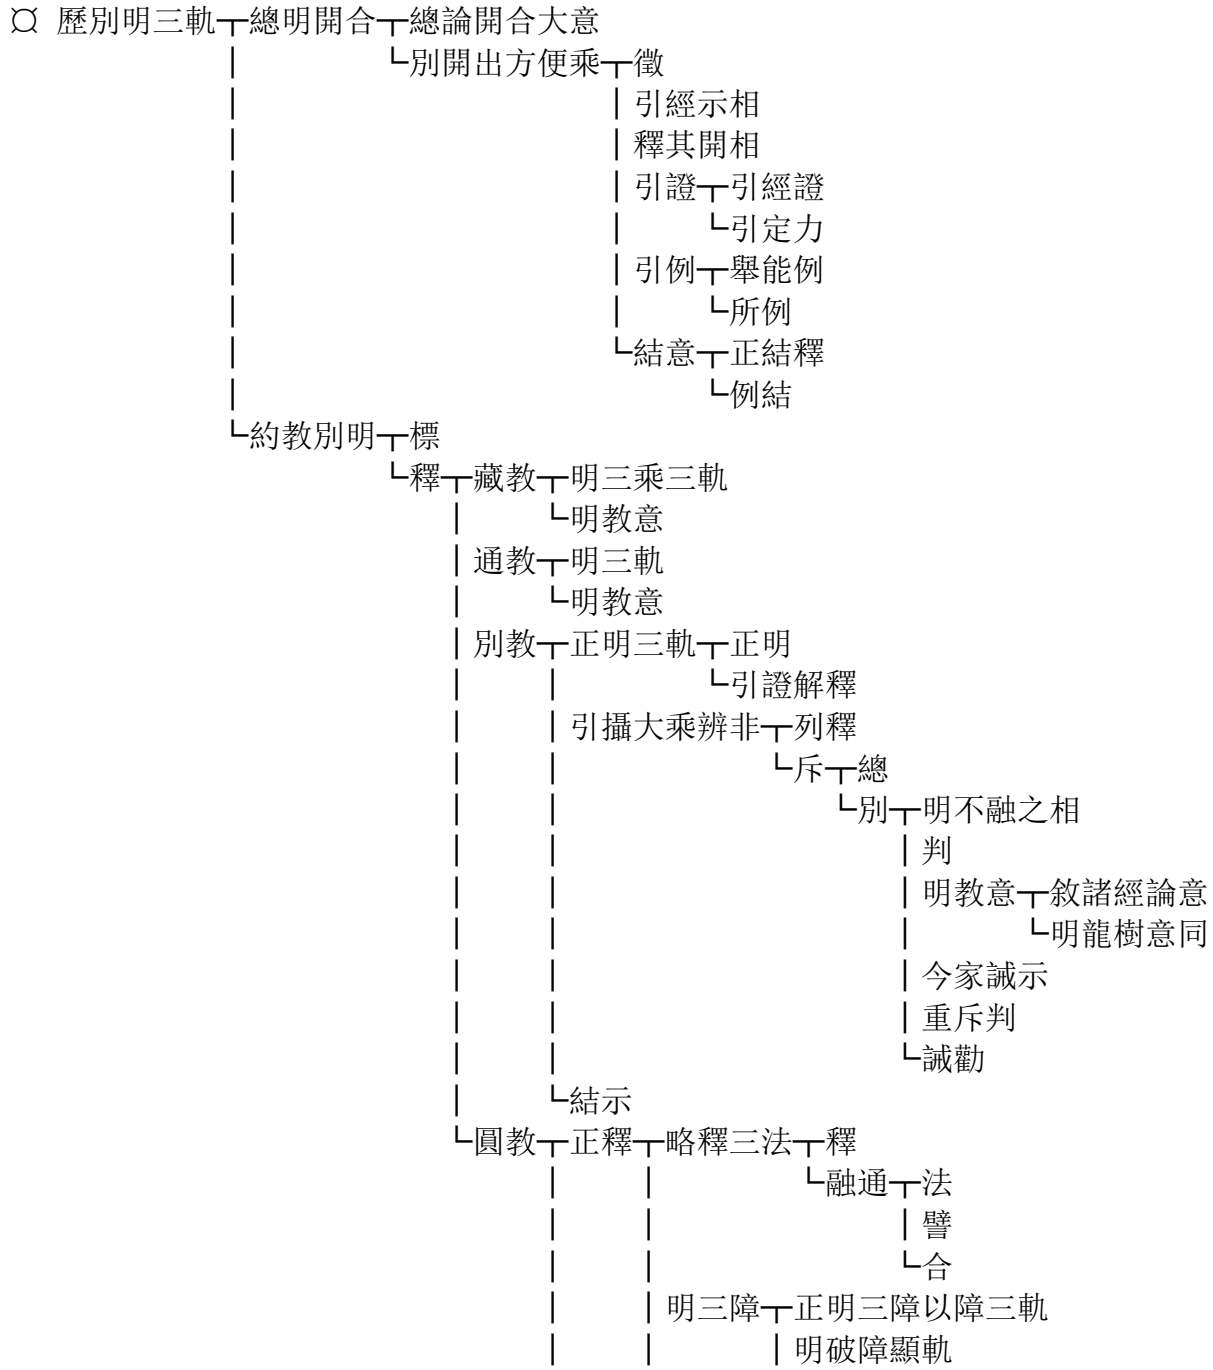 ¤ 歷別明三軌┬總明開合┬總論開合大意
│　　　　└別開出方便乘┬徵
│　　　　　　　　　　　│引經示相
│　　　　　　　　　　　│釋其開相
│　　　　　　　　　　　│引證┬引經證
│　　　　　　　　　　　│　　└引定力
│　　　　　　　　　　　│引例┬舉能例
│　　　　　　　　　　　│　　└所例
│　　　　　　　　　　　└結意┬正結釋
│　　　　　　　　　　　　　　└例結
└約教別明┬標
└釋┬藏教┬明三乘三軌
│　　└明教意
│通教┬明三軌
│　　└明教意
│別教┬正明三軌┬正明
│　　│　　　　└引證解釋
│　　│引攝大乘辨非┬列釋
│　　│　　　　　　└斥┬總
│　　│　　　　　　　　└別┬明不融之相
│　　│　　　　　　　　　　│判
│　　│　　　　　　　　　　│明教意┬敘諸經論意
│　　│　　　　　　　　　　│　　　└明龍樹意同
│　　│　　　　　　　　　　│今家誡示
│　　│　　　　　　　　　　│重斥判
│　　│　　　　　　　　　　└誡勸
│　　└結示
└圓教┬正釋┬略釋三法┬釋
│　　│　　　　└融通┬法
│　　│　　　　　　　│譬
│　　│　　　　　　　└合
│　　│明三障┬正明三障以障三軌
│　　│　　　│明破障顯軌